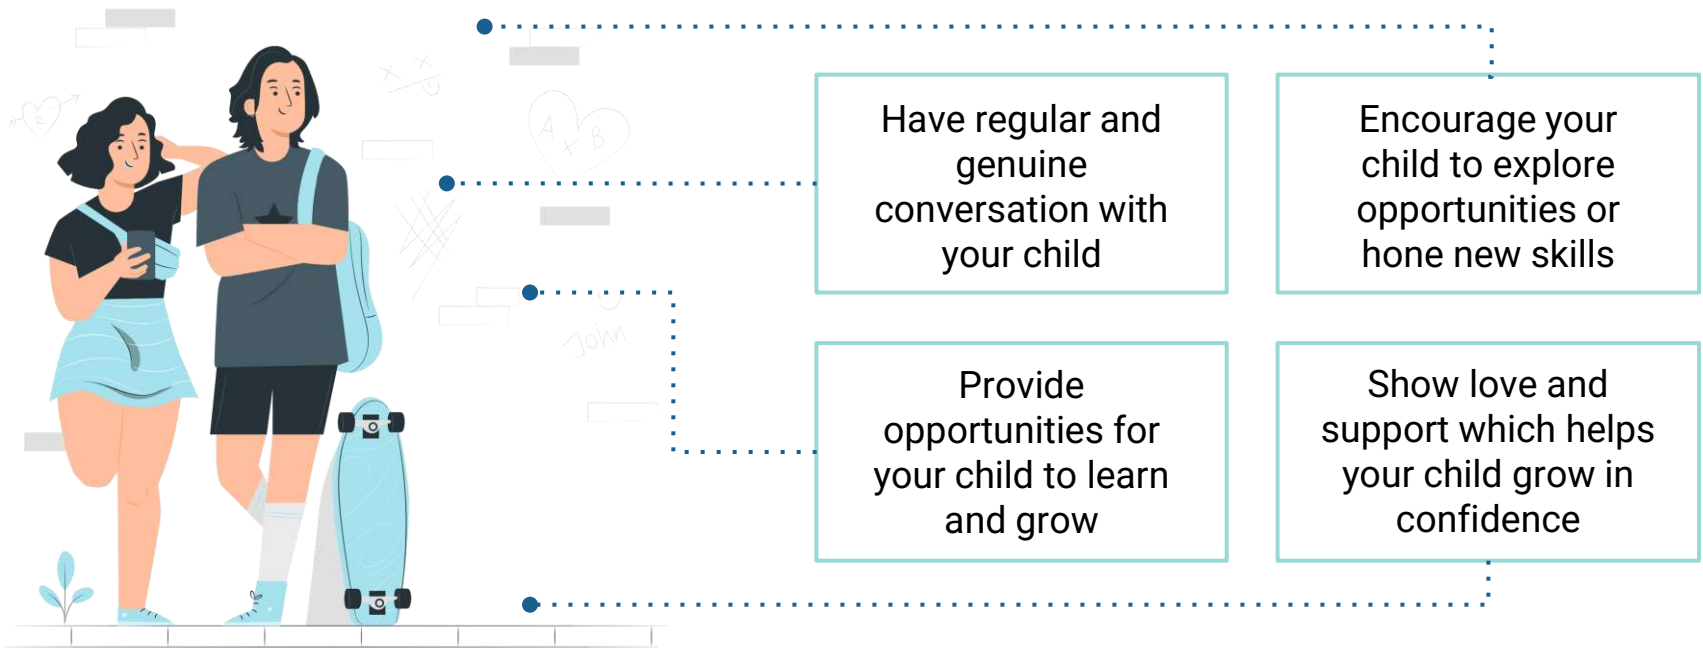 Have regular and
genuine
conversation with
your child
Encourage your
child to explore
opportunities or
hone new skills
Provide
opportunities for
your child to learn
and grow
Show love and
support which helps
your child grow in
confidence
R
A
+
B
John